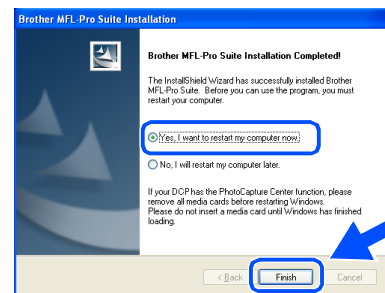 Brother MFL-Pro Suite Installation
Brother MFL-Pro Suite Installation Completed!
The InstallShield Wizard has successfully installed Brother
MFL-Pro Suite. Before you can use the program, you must
restart your computer.
Yes, I want to restart my computer now.
No, I will restart my computer later.
If your DCP has the PhotoCapture Center function, please
remove all media cards before restarting Windows.
Please do not insert a media card until Windows has finished
loading.
< Back Finish Cancel